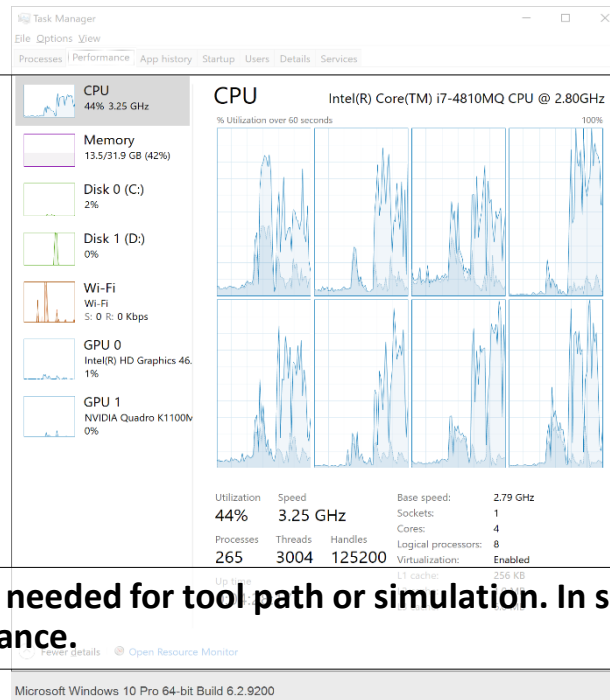 Task Manager
File Options View
Processes Performance App history Startup Users Details Services
CPU
44% 3.25 GHz
Memory
13.5/31.9 GB (42%)
Disk 0 (C:)
2%
Disk 1 (D:)
0%
Wi-Fi
Wi-Fi
S: 0 R: 0 Kbps
GPU 0
Intel(R) HD Graphics 46.
1%
GPU 1
NVIDIA Quadro K1100M
0%
CPU Intel(R) Core(TM) i7-4810MQ CPU @ 2.80GHz
% Utilization over 60 seconds 100%
Utilization Speed
44% 3.25 GHz
Processes Threads Handles
265 3004 125200
Up time
Base speed: 2.79 GHz
Sockets: 1
Cores: 4
Logical processors: 8
Virtualization: Enabled
L1 cache: 256 KB
needed for tool path or simulation. In s
ance.
Fewer details Open Resource Monitor
Microsoft Windows 10 Pro 64-bit Build 6.2.9200